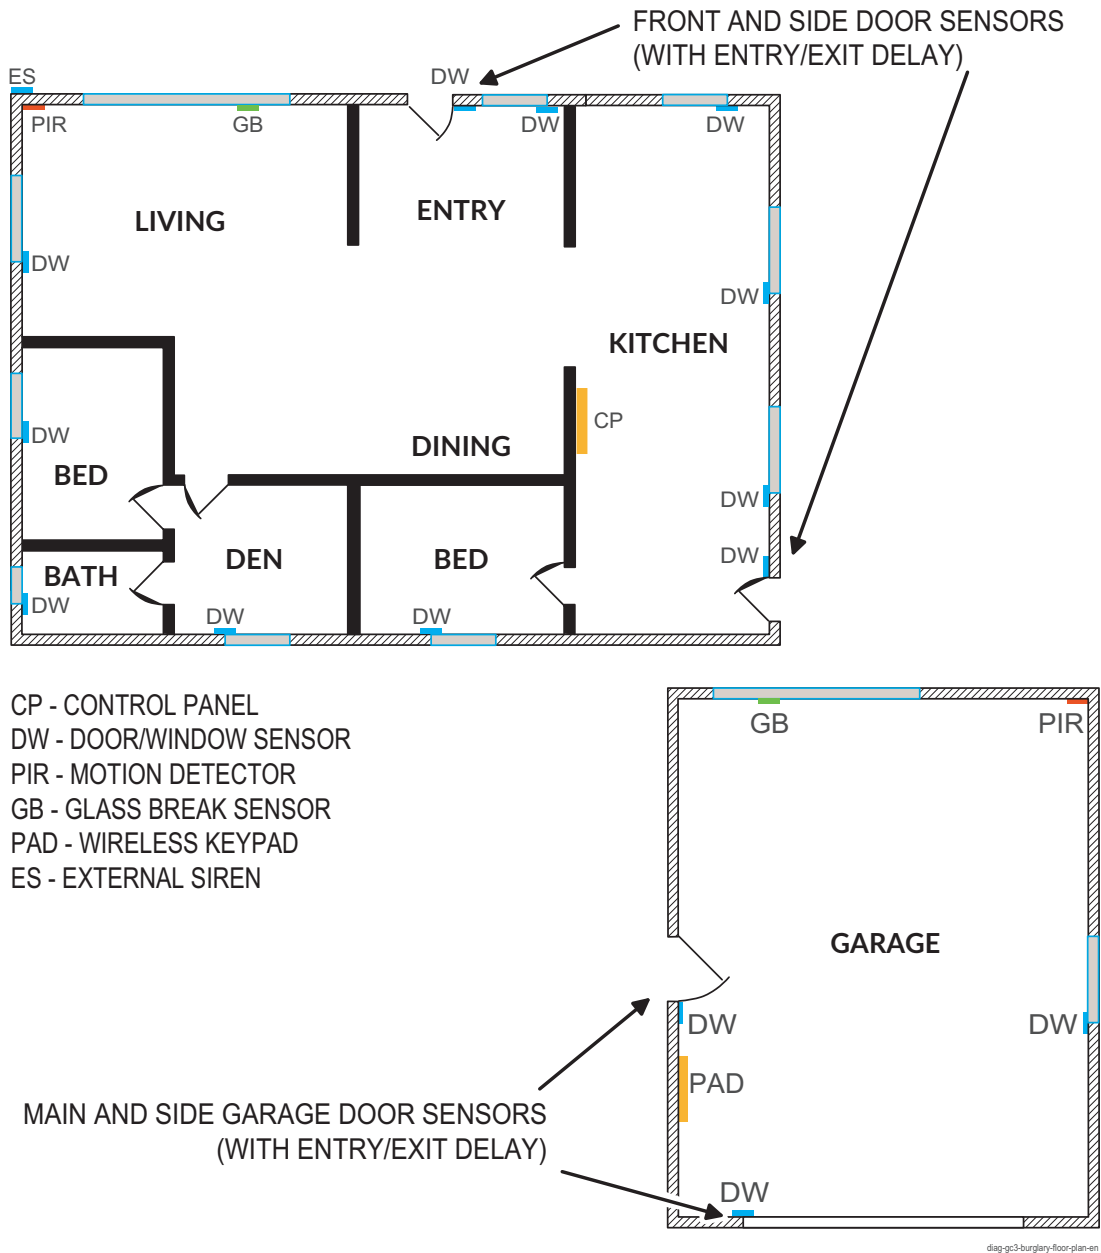 FRONT AND SIDE DOOR SENSORS
(WITH ENTRY/EXIT DELAY)
ES
DW
PIR
GB
DW
DW
LIVING
ENTRY
DW
DW
KITCHEN
CP
DW
DINING
BED
DW
DW
DEN
BED
BATH
DW
DW
DW
CP - CONTROL PANEL
DW - DOOR/WINDOW SENSOR
PIR - MOTION DETECTOR
GB - GLASS BREAK SENSOR
PAD - WIRELESS KEYPAD
ES - EXTERNAL SIREN
GB
PIR
GARAGE
DW
DW
PAD
MAIN AND SIDE GARAGE DOOR SENSORS
(WITH ENTRY/EXIT DELAY)
DW
diag-gc3-burglary-floor-plan-en